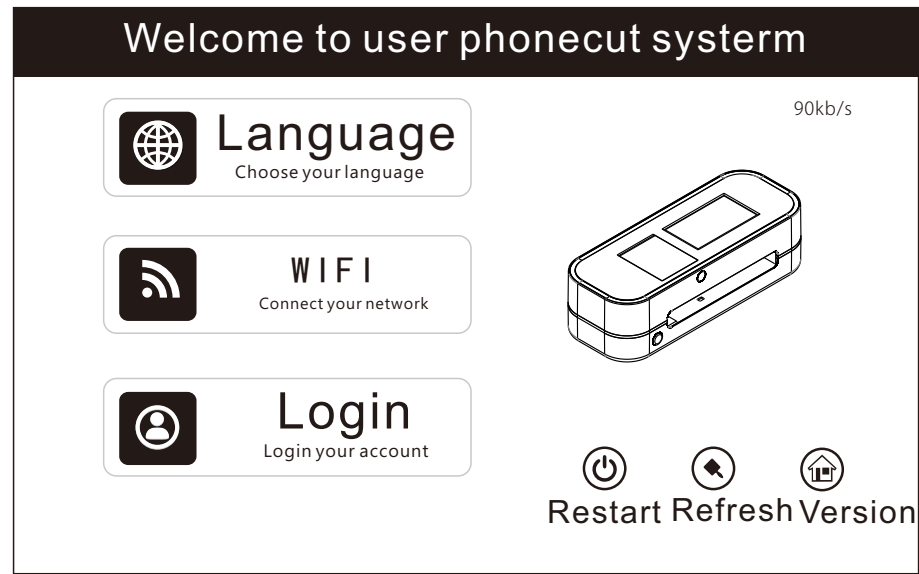 Welcome to user phonecut systerm
90kb/s
Language
Choose your language
WIFI
Connect your network
Login
Login your account
Restart Refresh Version